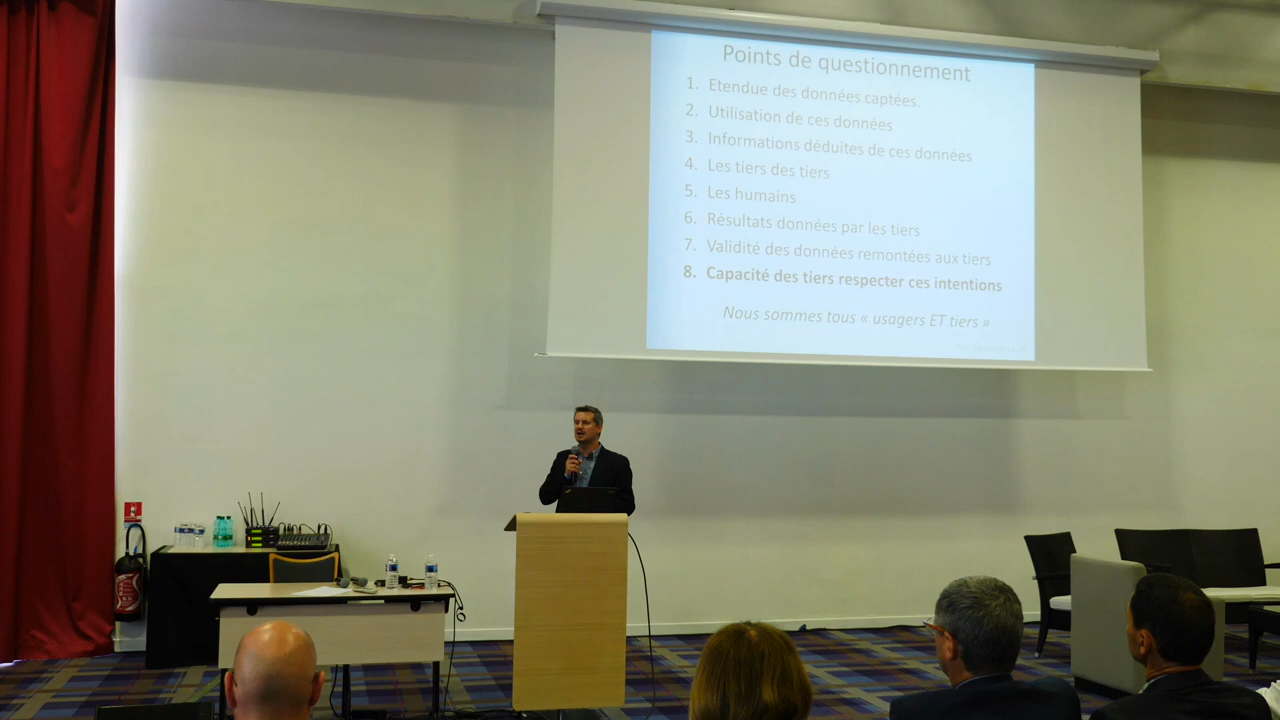 Points de questionnement
1. Etendue des données captées.
2. Utilisation de ces données
3. Informations déduites de ces données
4. Les tiers des tiers
5. Les humains
6. Résultats données par les tiers
7. Validité des données remontées aux tiers
8. Capacité des tiers respecter ces intentions
Nous sommes tous « usagers ET tiers »